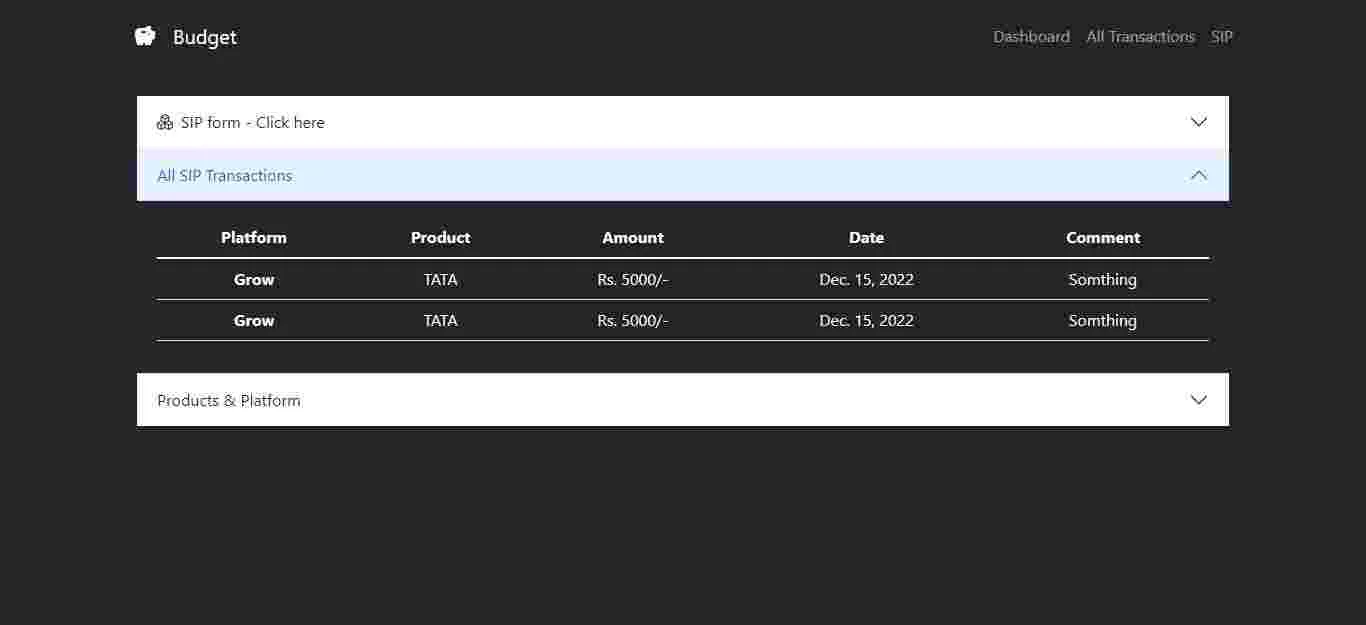 Budget Dashboard All Transactions SIP
SIP form - Click here
All SIP Transactions
Platform Product Amount Date Comment
Grow TATA Rs. 5000/- Dec. 15, 2022 Somthing
Grow TATA Rs. 5000/- Dec. 15, 2022 Somthing
Products & Platform